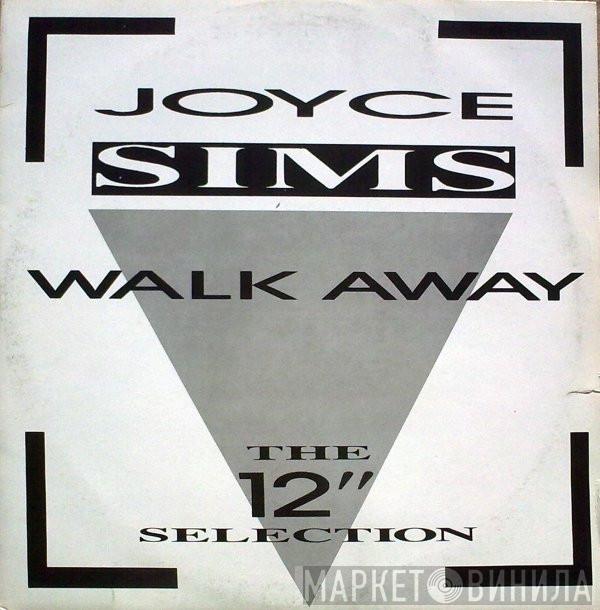 JOYCE
SIMS
WALK AWAY
THE
12"
SELECTION
МАРКЕТ ВИНИЛА